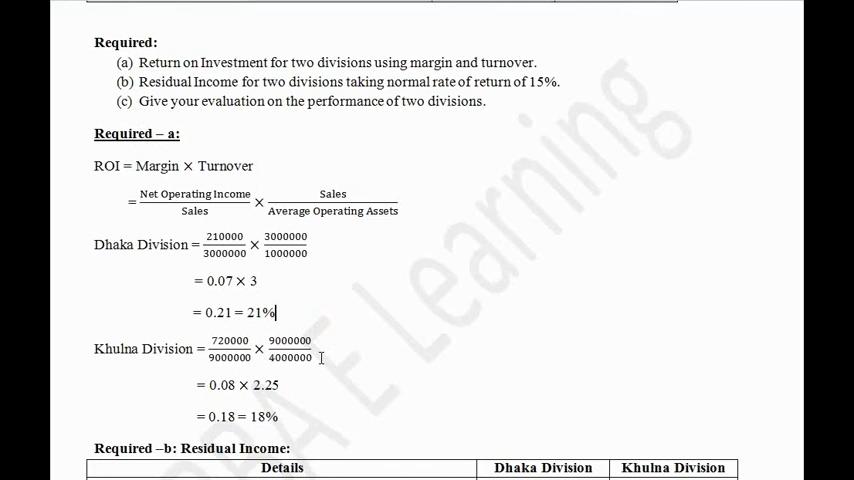 Required:
(a) Return on Investment for two divisions using margin and turnover.
(b) Residual Income for two divisions taking normal rate of return of 15%.
(c) Give your evaluation on the performance of two divisions.
Required – a:
ROI = Margin × Turnover
= Net Operating Income / Sales × Sales / Average Operating Assets
Dhaka Division = 210000 / 3000000 × 3000000 / 1000000
= 0.07 × 3
= 0.21 = 21%
Khulna Division = 720000 / 9000000 × 9000000 / 4000000
= 0.08 × 2.25
= 0.18 = 18%
Required –b: Residual Income:
Details Dhaka Division Khulna Division
BBA E Learning